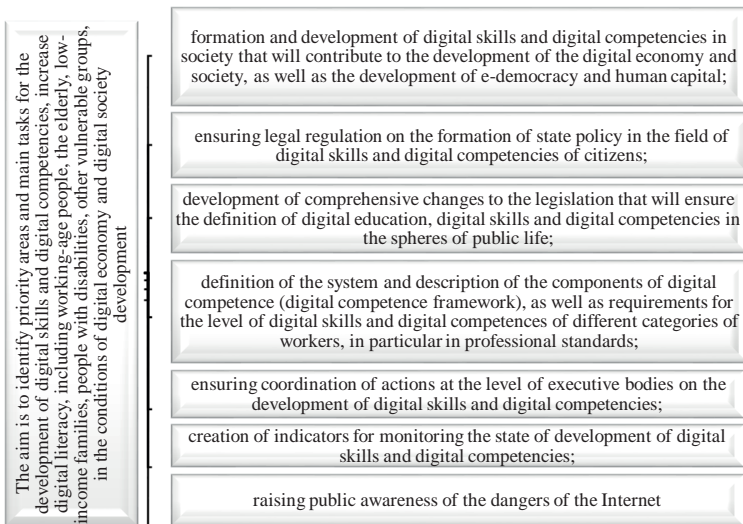 The aim is to identify priority areas and main tasks for the
development of digital skills and digital competencies, increase
digital literacy, including working-age people, the elderly, low-
income families, people with disabilities, other vulnerable groups,
in the conditions of digital economy and digital society
development
formation and development of digital skills and digital competencies in
society that will contribute to the development of the digital economy and
society, as well as the development of e-democracy and human capital;
ensuring legal regulation on the formation of state policy in the field of
digital skills and digital competencies of citizens;
development of comprehensive changes to the legislation that will ensure
the definition of digital education, digital skills and digital competencies in
the spheres of public life;
definition of the system and description of the components of digital
competence (digital competence framework), as well as requirements for
the level of digital skills and digital competences of different categories of
workers, in particular in professional standards;
ensuring coordination of actions at the level of executive bodies on the
development of digital skills and digital competencies;
creation of indicators for monitoring the state of development of digital
skills and digital competencies;
raising public awareness of the dangers of the Internet